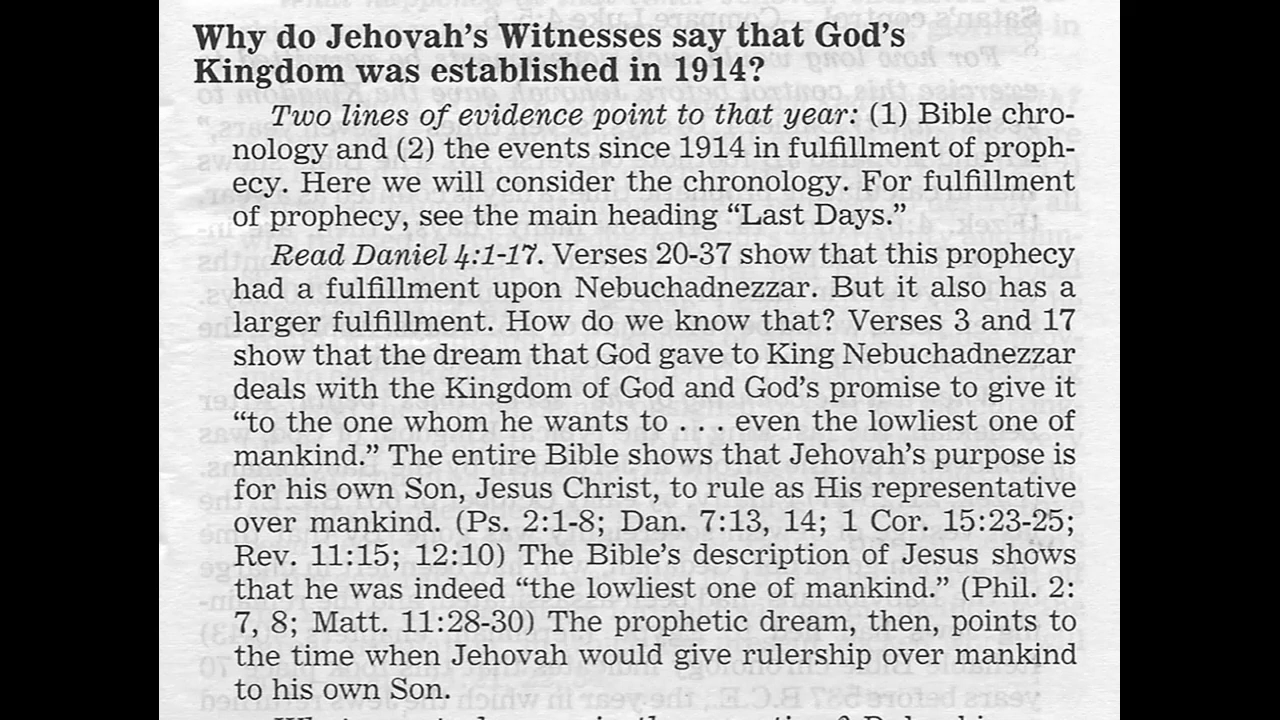 Why do Jehovah's Witnesses say that God's
Kingdom was established in 1914?
Two lines of evidence point to that year: (1) Bible chro-
nology and (2) the events since 1914 in fulfillment of proph-
ecy. Here we will consider the chronology. For fulfillment
of prophecy, see the main heading “Last Days.”
Read Daniel 4:1-17. Verses 20-37 show that this prophecy
had a fulfillment upon Nebuchadnezzar. But it also has a
larger fulfillment. How do we know that? Verses 3 and 17
show that the dream that God gave to King Nebuchadnezzar
deals with the Kingdom of God and God's promise to give it
“to the one whom he wants to . . . even the lowliest one of
mankind.” The entire Bible shows that Jehovah's purpose is
for his own Son, Jesus Christ, to rule as His representative
over mankind. (Ps. 2:1-8; Dan. 7:13, 14; 1 Cor. 15:23-25;
Rev. 11:15; 12:10) The Bible's description of Jesus shows
that he was indeed “the lowliest one of mankind.” (Phil. 2:
7, 8; Matt. 11:28-30) The prophetic dream, then, points to
the time when Jehovah would give rulership over mankind
to his own Son.